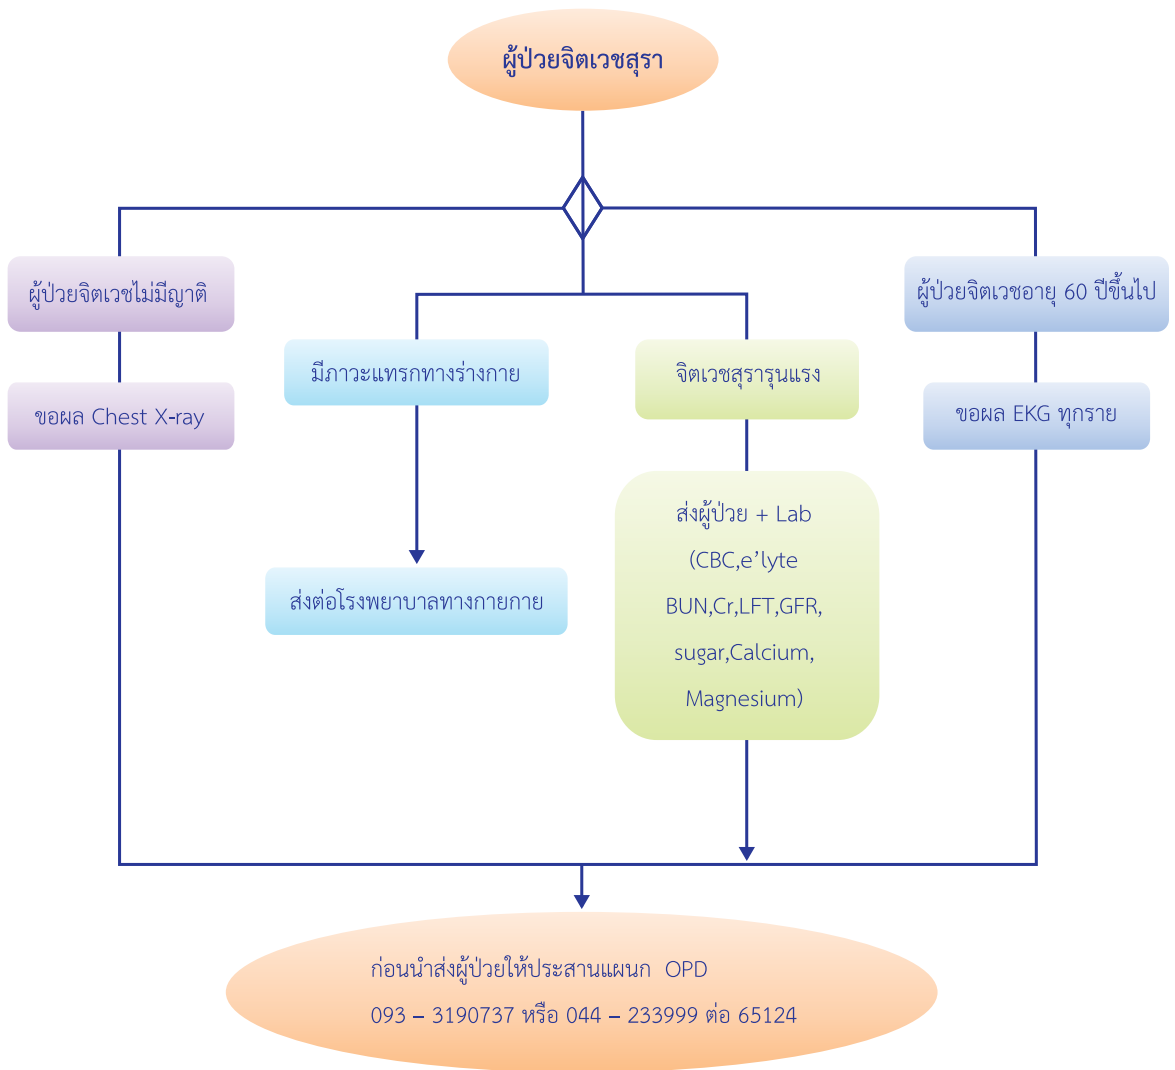 ผู้ป่วยจิตเวชสุรา
ผู้ป่วยจิตเวชไม่มีญาติ
ขอผล Chest X-ray
มีภาวะแทรกทางร่างกาย
ส่งต่อโรงพยาบาลทางกายกาย
จิตเวชสุรารุนแรง
ส่งผู้ป่วย + Lab
(CBC,e’lyte
BUN,Cr,LFT,GFR,
sugar,Calcium,
Magnesium)
ผู้ป่วยจิตเวชอายุ 60 ปีขึ้นไป
ขอผล EKG ทุกราย
ก่อนนำส่งผู้ป่วยให้ประสานแผนก OPD
093 – 3190737 หรือ 044 – 233999 ต่อ 65124